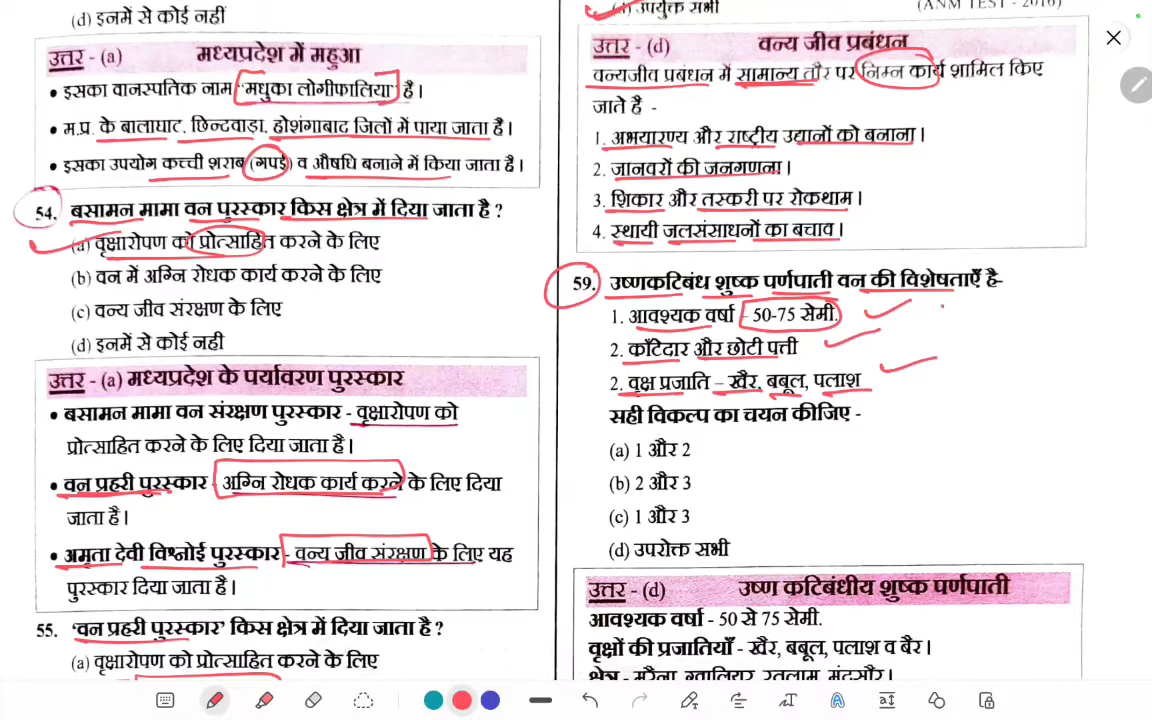 (d) इनमें से कोई नहीं
उत्तर - (a) मध्यप्रदेश में महुआ
• इसका वानस्पतिक नाम "मधुका लोगीफालिया" है।
• म.प्र. के बालाघाट, छिन्दवाड़ा, होशंगाबाद जिलों में पाया जाता है।
• इसका उपयोग कच्ची शराब (गपई) व औषधि बनाने में किया जाता है।
54. बसामन मामा वन पुरस्कार किस क्षेत्र में दिया जाता है ?
(a) वृक्षारोपण को प्रोत्साहित करने के लिए
(b) वन में अग्नि रोधक कार्य करने के लिए
(c) वन्य जीव संरक्षण के लिए
(d) इनमें से कोई नही
उत्तर - (a) मध्यप्रदेश के पर्यावरण पुरस्कार
• बसामन मामा वन संरक्षण पुरस्कार - वृक्षारोपण को
प्रोत्साहित करने के लिए दिया जाता है।
• वन प्रहरी पुरस्कार - अग्नि रोधक कार्य करने के लिए दिया
जाता है।
• अमृता देवी विश्नोई पुरस्कार - वन्य जीव संरक्षण के लिए यह
पुरस्कार दिया जाता है।
55. 'वन प्रहरी पुरस्कार' किस क्षेत्र में दिया जाता है ?
(a) वृक्षारोपण को प्रोत्साहित करने के लिए
उपर्युक्त सभी (ANM TEST - 2016)
उत्तर - (d) वन्य जीव प्रबंधन
वन्यजीव प्रबंधन में सामान्य तौर पर निम्न कार्य शामिल किए
जाते है -
1. अभयारण्य और राष्ट्रीय उद्यानों को बनाना।
2. जानवरों की जनगणना।
3. शिकार और तस्करी पर रोकथाम।
4. स्थायी जलसंसाधनों का बचाव।
59. उष्णकटिबंध शुष्क पर्णपाती वन की विशेषताएँ है-
1. आवश्यक वर्षा - 50-75 सेमी.
2. काँटेदार और छोटी पत्ती
2. वृक्ष प्रजाति – खैर, बबूल, पलाश
सही विकल्प का चयन कीजिए -
(a) 1 और 2
(b) 2 और 3
(c) 1 और 3
(d) उपरोक्त सभी
उत्तर - (d) उष्ण कटिबंधीय शुष्क पर्णपाती
आवश्यक वर्षा - 50 से 75 सेमी.
वृक्षों की प्रजातियाँ - खैर, बबूल, पलाश व बैर।
क्षेत्र - मुरैना, ग्वालियर, रतलाम, मंदसौर।